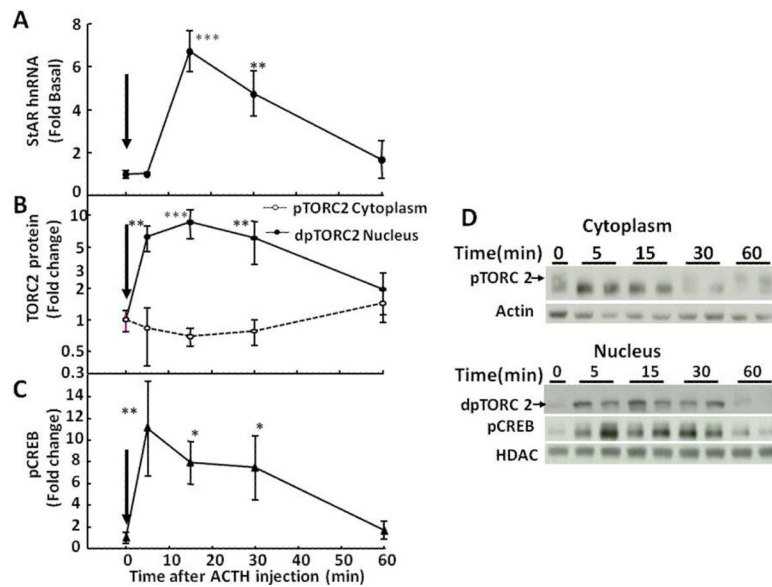 A
StAR hnRNA
(Fold Basal)
8
6
4
2
0
***
**
B
TORC2 protein
(Fold change)
10
5
3
2
1
0.5
0.3
**
***
**
pTORC2 Cytoplasm
dpTORC2 Nucleus
C
pCREB
(Fold change)
14
12
10
8
6
4
2
0
**
*
*
0 10 20 30 40 50 60
Time after ACTH injection (min)
D
Cytoplasm
Time(min) 0 5 15 30 60
pTORC 2
Actin
Nucleus
Time(min) 0 5 15 30 60
dpTORC 2
pCREB
HDAC